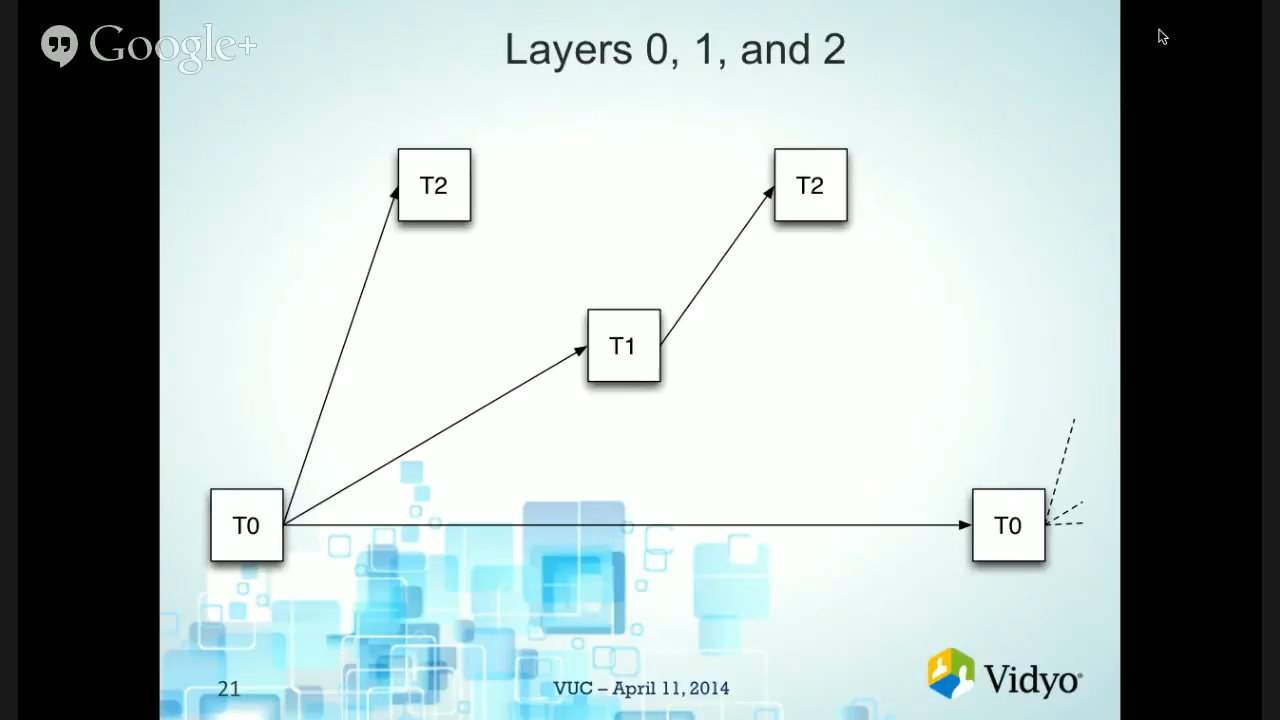 Google+
Layers 0, 1, and 2
T2
T2
T1
T0
T0
21
VUC – April 11, 2014
Vidyo